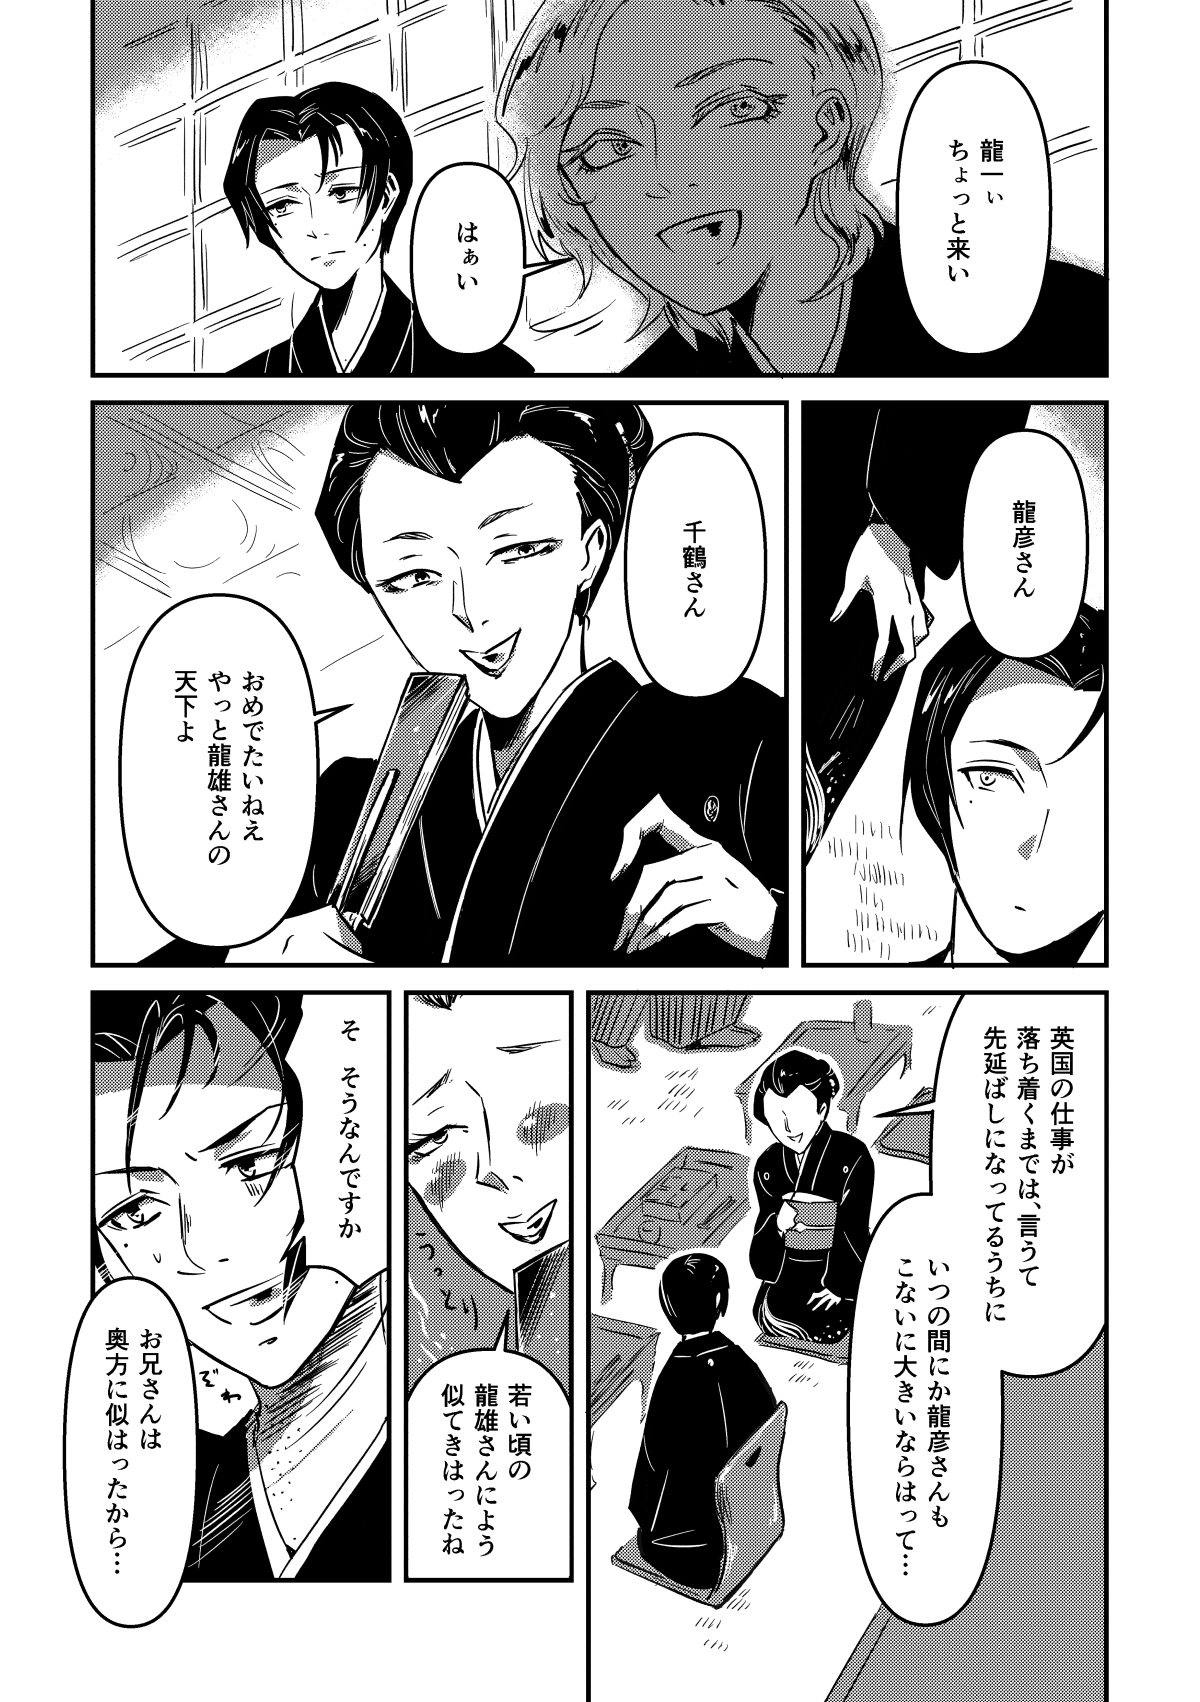 龍一ぃ
ちょっと来い
はぁい
龍彦さん
千鶴さん
おめでたいねえ
やっと龍雄さんの
天下よ
英国の仕事が
落ち着くまでは、言うて
先延ばしになってるうちに
いつの間にか龍彦さんも
こないに大きいならはって…
うっとり
若い頃の
龍雄さんによう
似てきはったね
そ そうなんですか
ぞわ
お兄さんは
奥方に似はったから…